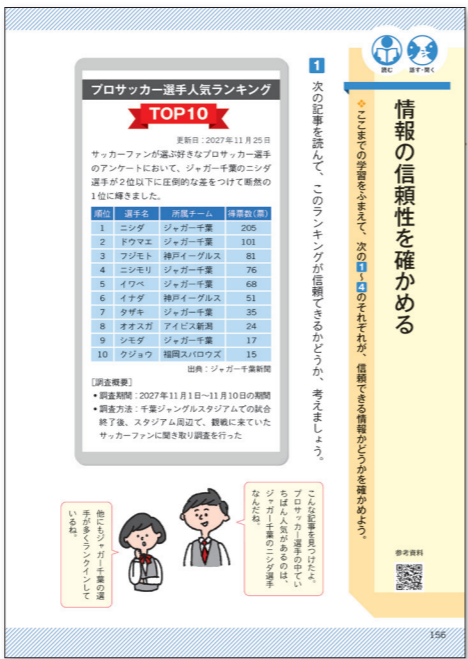 読む
話す・聞く
情報の信頼性を確かめる
ここまでの学習をふまえて、次の1~4のそれぞれが、信頼できる情報かどうかを確かめよう。
参考資料
1 次の記事を読んで、このランキングが信頼できるかどうか、考えましょう。
プロサッカー選手人気ランキング
TOP10
更新日:2027年11月25日
サッカーファンが選ぶ好きなプロサッカー選手
のアンケートにおいて、ジャガー千葉のニシダ
選手が2位以下に圧倒的な差をつけて断然の
1位に輝きました。
順位 選手名 所属チーム 得票数(票)
1 ニシダ ジャガー千葉 205
2 ドウマエ ジャガー千葉 101
3 フジモト 神戸イーグルス 81
4 ニシモリ ジャガー千葉 76
5 イワベ ジャガー千葉 68
6 イナダ 神戸イーグルス 51
7 タザキ ジャガー千葉 35
8 オオスガ アイビス新潟 24
9 シモダ ジャガー千葉 17
10 クジョウ 福岡スパロウズ 15
出典:ジャガー千葉新聞
[調査概要]
•調査期間:2027年11月1日~11月10日の期間
•調査方法:千葉ジャングルスタジアムでの試合
終了後、スタジアム周辺で、観戦に来ていた
サッカーファンに聞き取り調査を行った
こんな記事を見つけたよ。
プロサッカー選手の中でい
ちばん人気があるのは、
ジャガー千葉のニシダ選手
なんだね。
他にもジャガー千葉の選
手が多くランクインして
いるね。
156